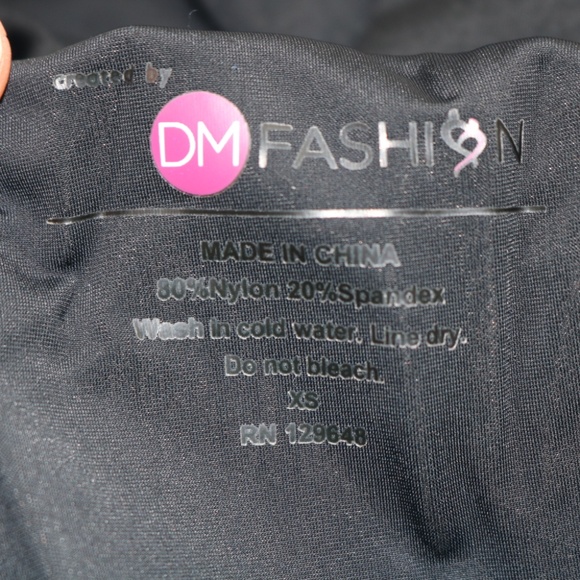 created by
DM FASHION
MADE IN CHINA
80%Nylon 20%Spandex
Wash in cold water. Line dry.
Do not bleach.
XS
RN 129648